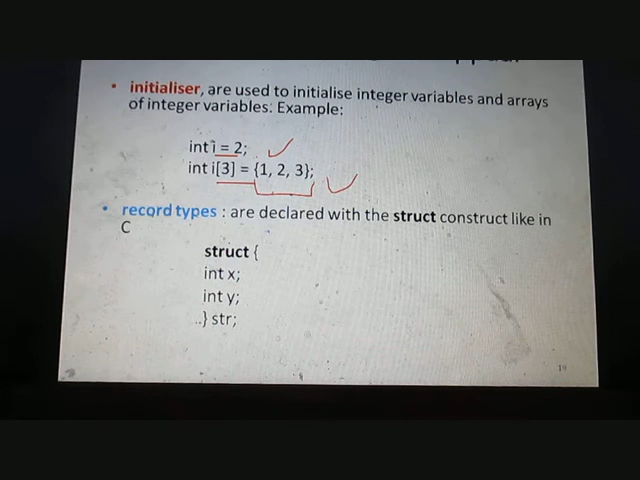 • initialiser, are used to initialise integer variables and arrays
of integer variables. Example:
int i = 2;
int i[3] = {1, 2, 3};
• record types : are declared with the struct construct like in
C
struct {
int x;
int y;
..} str;
19